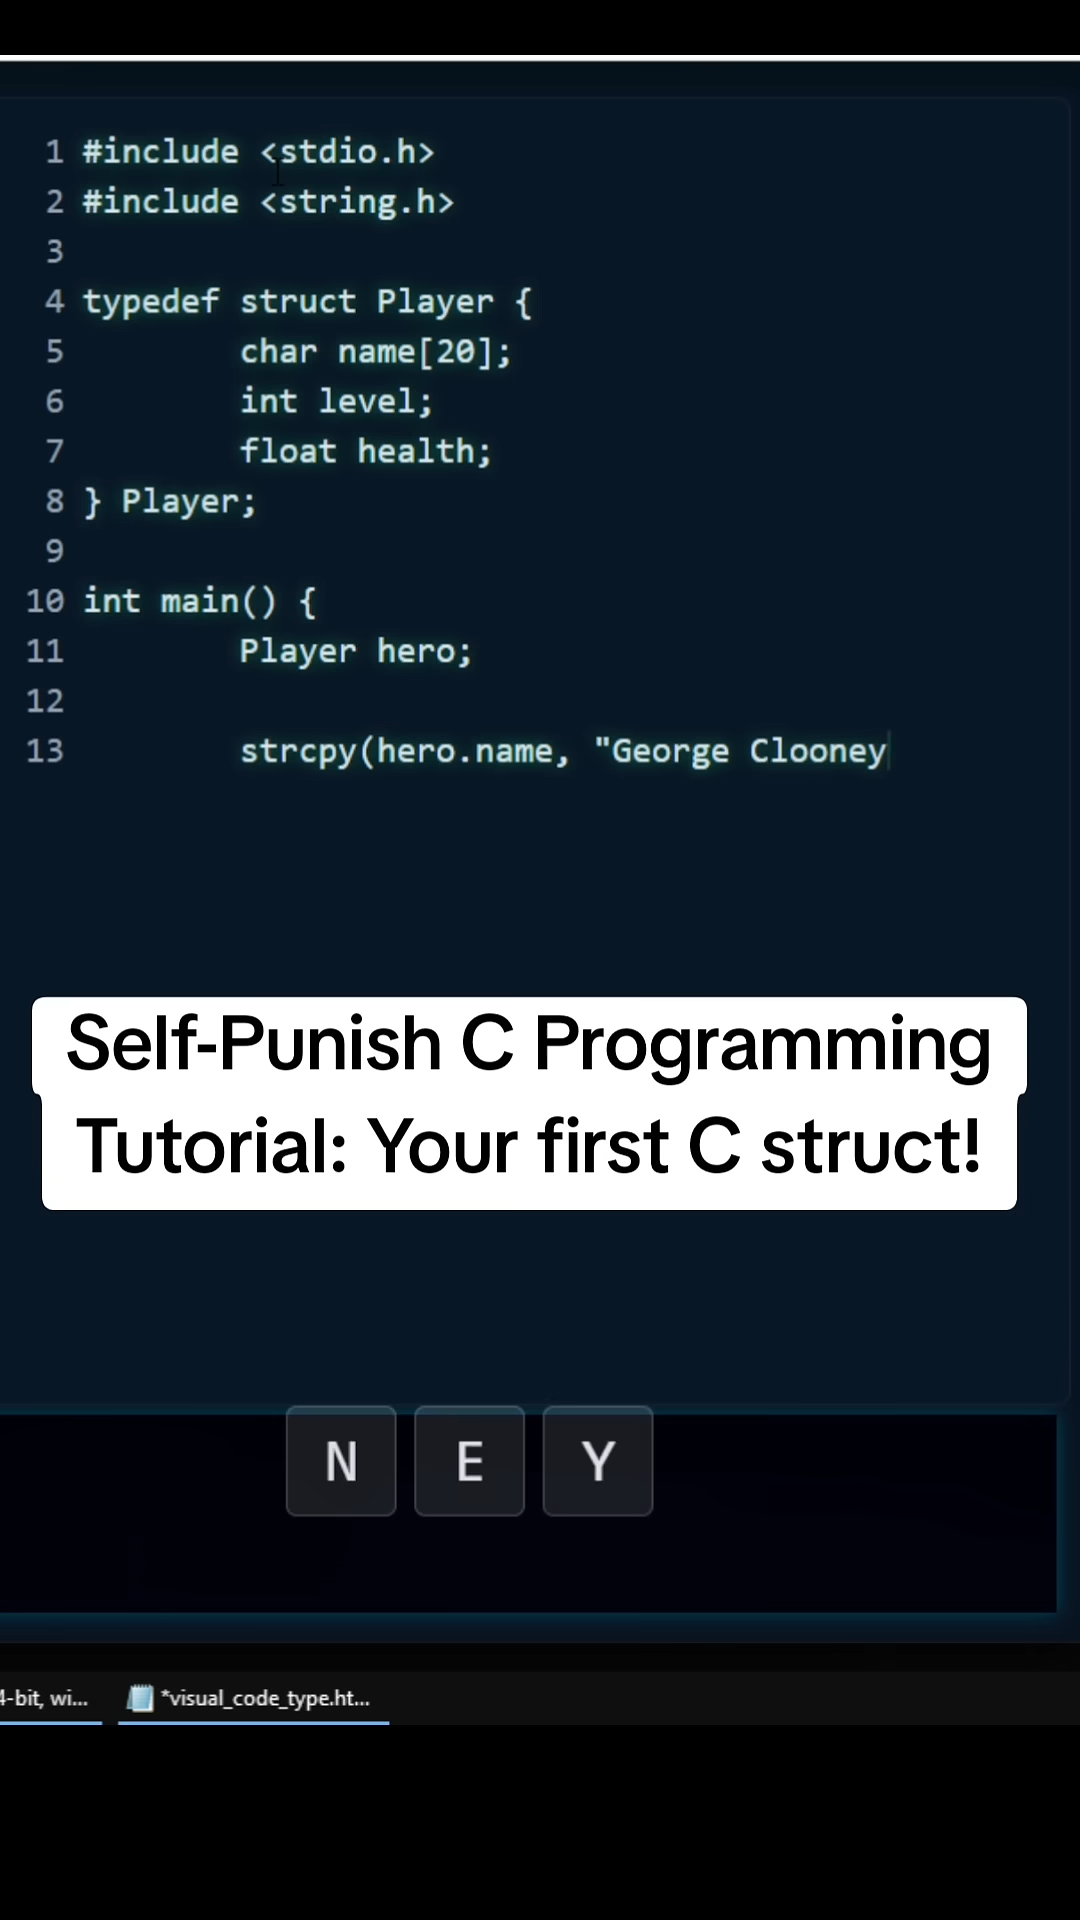 1 #include <stdio.h>
2 #include <string.h>
3
4 typedef struct Player {
5 char name[20];
6 int level;
7 float health;
8 } Player;
9
10 int main() {
11 Player hero;
12
13 strcpy(hero.name, "George Clooney
Self-Punish C Programming
Tutorial: Your first C struct!
N E Y
4-bit, wi... *visual_code_type.ht...